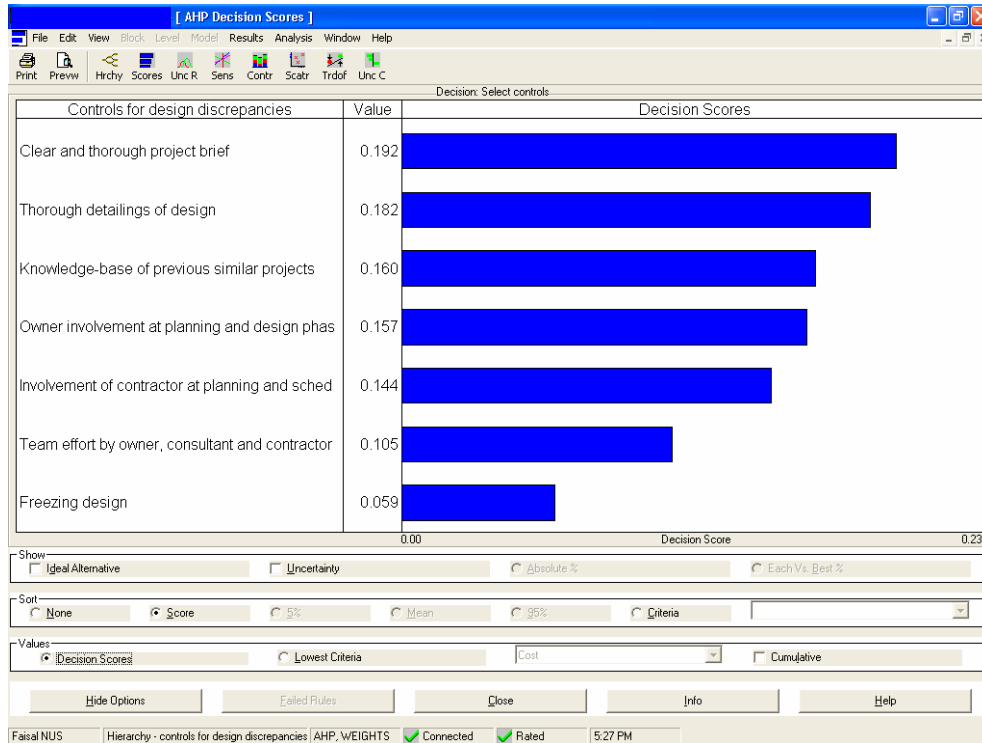 [ AHP Decision Scores ]
File Edit View Block Level Model Results Analysis Window Help
Print Prevw Hrchy Scores Unc R Sens Contr Scatr Trdof Unc C
Decision: Select controls
Controls for design discrepancies Value Decision Scores
Clear and thorough project brief 0.192
Thorough detailings of design 0.182
Knowledge-base of previous similar projects 0.160
Owner involvement at planning and design phas 0.157
Involvement of contractor at planning and sched 0.144
Team effort by owner, consultant and contractor 0.105
Freezing design 0.059
0.00 Decision Score 0.23
Show
Ideal Alternative Uncertainty Absolute % Each Vs. Best %
Sort
None Score 5% Mean 95% Criteria
Values
Decision Scores Lowest Criteria Cost Cumulative
Hide Options Failed Rules Close Info Help
Faisal NUS Hierarchy - controls for design discrepancies AHP, WEIGHTS Connected Rated 5:27 PM